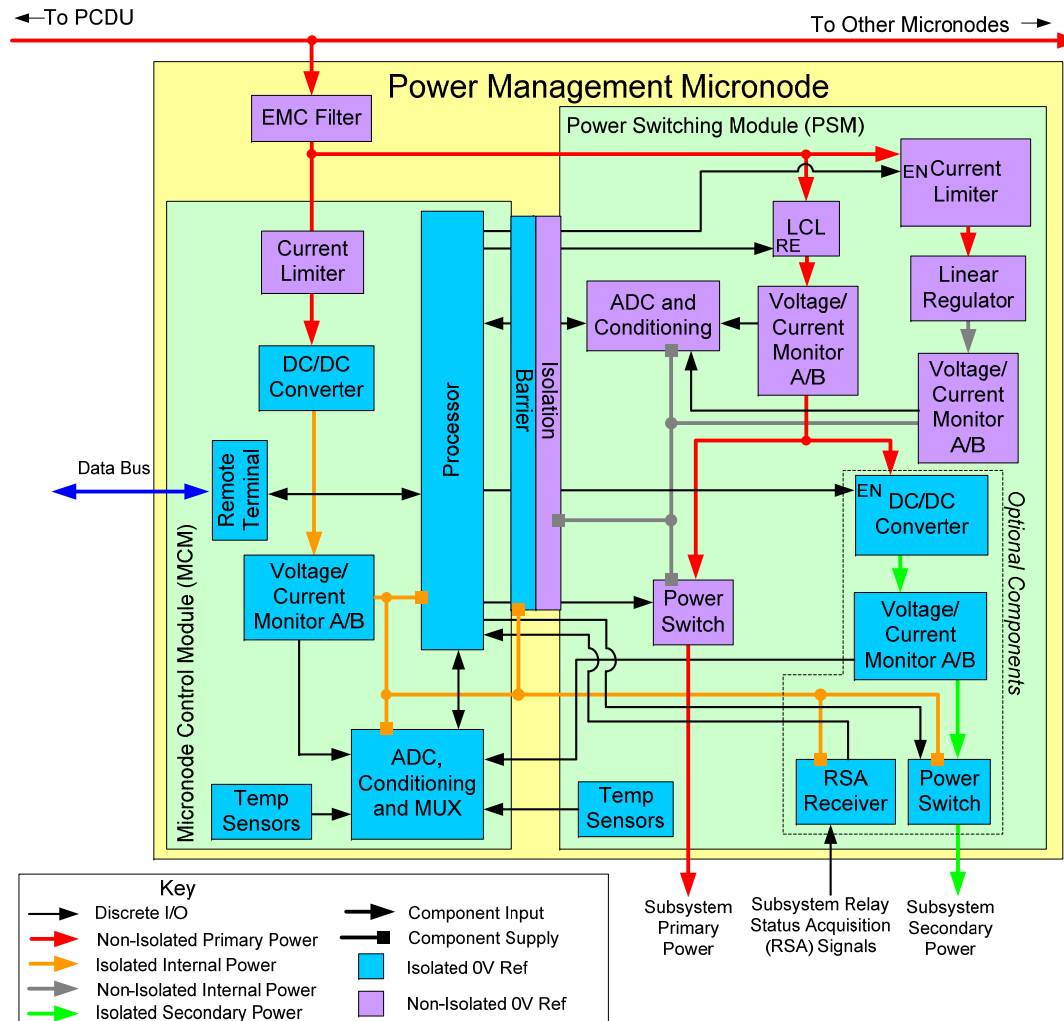 To PCDU
To Other Micronodes
Power Management Micronode
EMC Filter
Power Switching Module (PSM)
EN
Current
Limiter
Current
Limiter
LCL
RE
Linear
Regulator
ADC and
Conditioning
Voltage/
Current
Monitor
A/B
Voltage/
Current
Monitor
A/B
DC/DC
Converter
Processor
Barrier
Isolation
Data Bus
Remote
Terminal
EN
DC/DC
Converter
Optional Components
Micronode Control Module (MCM)
Voltage/
Current
Monitor A/B
Power
Switch
Voltage/
Current
Monitor A/B
ADC,
Conditioning
and MUX
Temp
Sensors
Temp
Sensors
RSA
Receiver
Power
Switch
Subsystem
Primary
Power
Subsystem Relay
Status Acquisition
(RSA) Signals
Subsystem
Secondary
Power
Key
Discrete I/O
Non-Isolated Primary Power
Isolated Internal Power
Non-Isolated Internal Power
Isolated Secondary Power
Component Input
Component Supply
Isolated 0V Ref
Non-Isolated 0V Ref